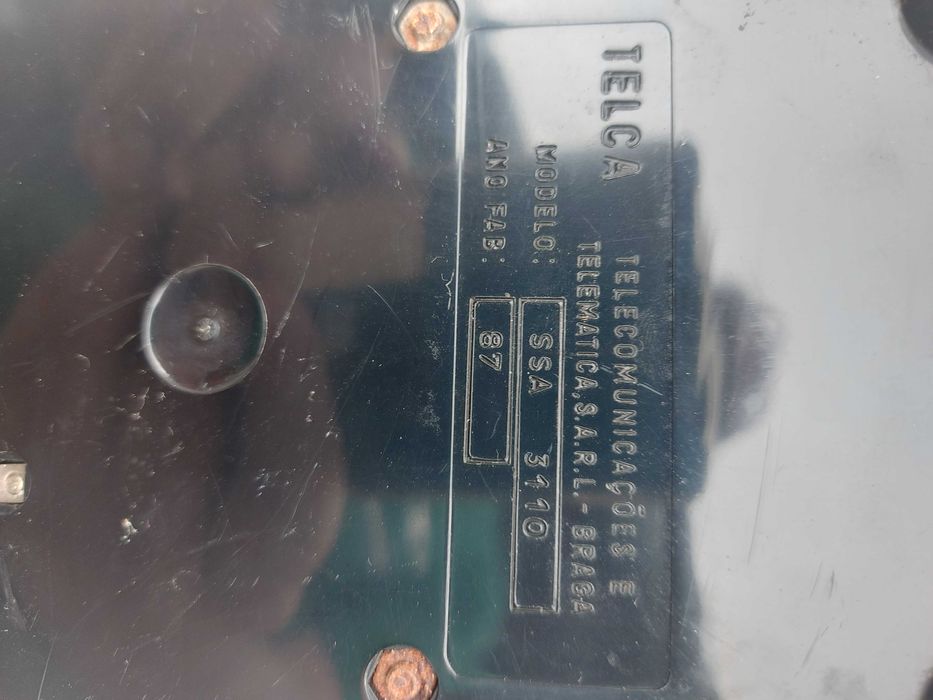 TELCA
TELECOMUNICAÇÕES E
TELEMATICA, S.A.R.L.- BRAGA
MODELO: SSA 3110
ANO FAB: 87